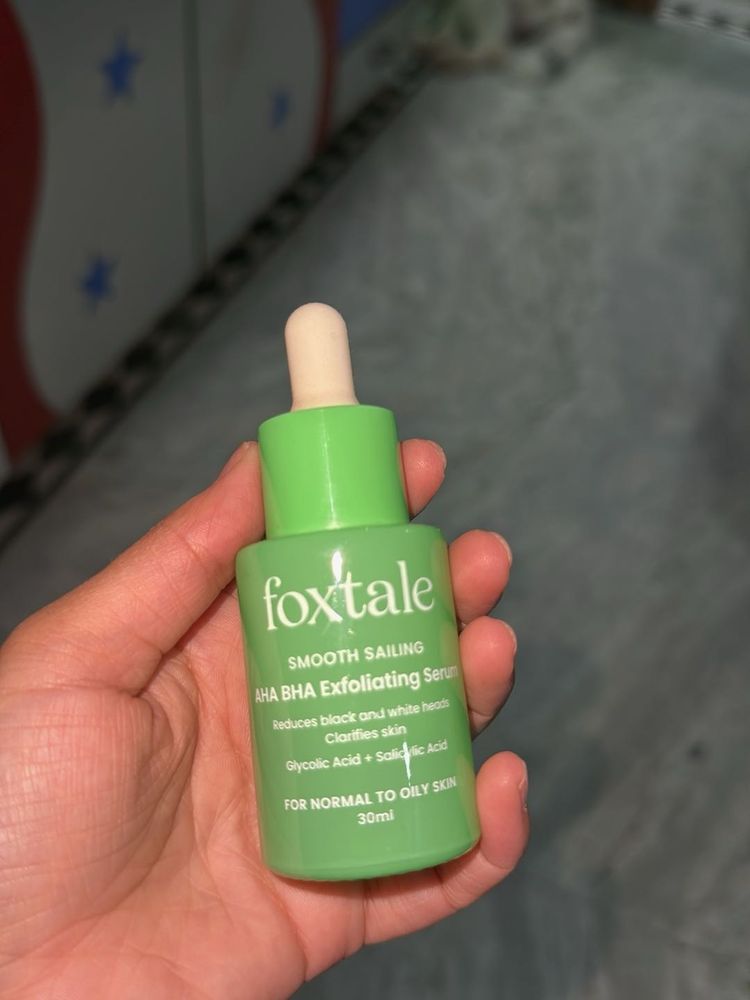 foxtale
SMOOTH SAILING
AHA BHA Exfoliating Serum
Reduces black and white heads
Clarifies skin
Glycolic Acid + Salicylic Acid
FOR NORMAL TO OILY SKIN
30ml